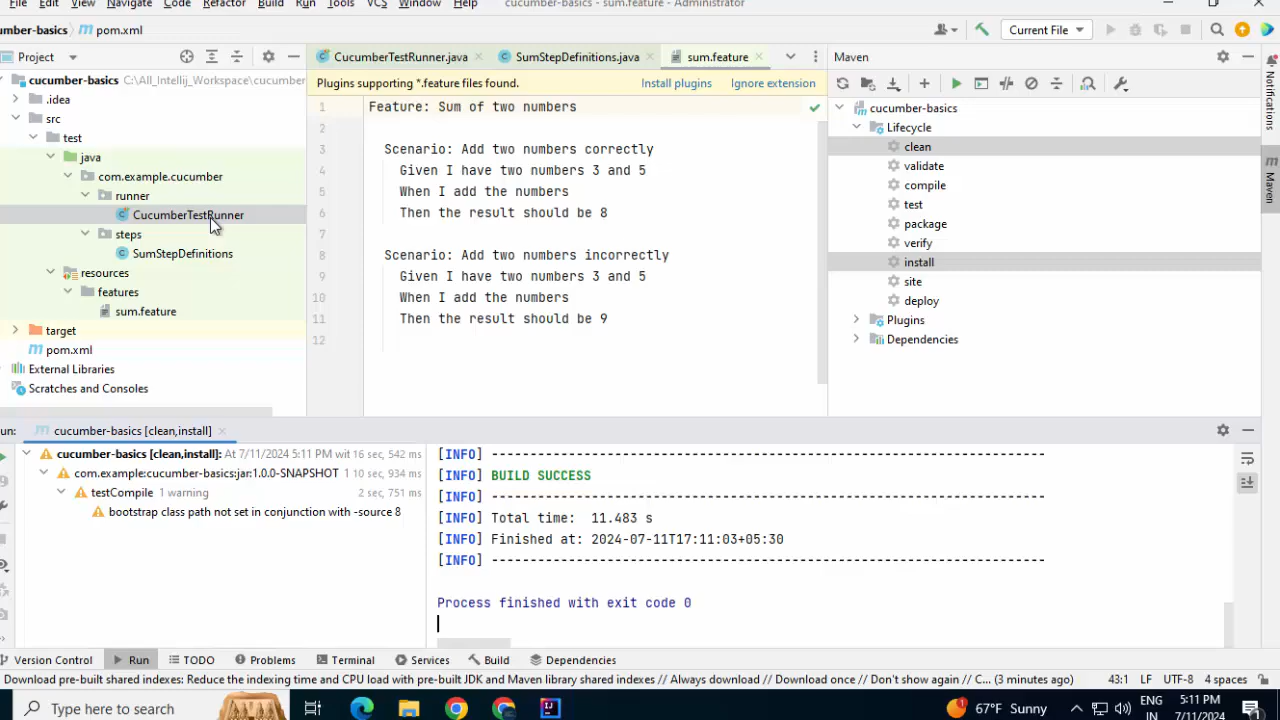 File Edit View Navigate Code Refactor Build Run Tools VCS Window Help cucumber-basics - sum.feature - Administrator
umber-basics pom.xml Current File
Project
CucumberTestRunner.java SumStepDefinitions.java sum.feature
Maven
cucumber-basics C:\All_Intellij_Workspace\cucumber
.idea
src
test
java
com.example.cucumber
runner
CucumberTestRunner
steps
SumStepDefinitions
resources
features
sum.feature
target
pom.xml
External Libraries
Scratches and Consoles
Plugins supporting *.feature files found. Install plugins Ignore extension
1 Feature: Sum of two numbers
2
3 Scenario: Add two numbers correctly
4 Given I have two numbers 3 and 5
5 When I add the numbers
6 Then the result should be 8
7
8 Scenario: Add two numbers incorrectly
9 Given I have two numbers 3 and 5
10 When I add the numbers
11 Then the result should be 9
12
cucumber-basics
Lifecycle
clean
validate
compile
test
package
verify
install
site
deploy
Plugins
Dependencies
Notifications
Maven
un: cucumber-basics [clean,install]
cucumber-basics [clean,install]: At 7/11/2024 5:11 PM wit 16 sec, 542 ms
com.example:cucumber-basics:jar:1.0.0-SNAPSHOT 1 10 sec, 934 ms
testCompile 1 warning 2 sec, 751 ms
bootstrap class path not set in conjunction with -source 8
[INFO] ------------------------------------------------------------------------
[INFO] BUILD SUCCESS
[INFO] ------------------------------------------------------------------------
[INFO] Total time: 11.483 s
[INFO] Finished at: 2024-07-11T17:11:03+05:30
[INFO] ------------------------------------------------------------------------
Process finished with exit code 0
Version Control Run TODO Problems Terminal Services Build Dependencies
Download pre-built shared indexes: Reduce the indexing time and CPU load with pre-built JDK and Maven library shared indexes // Always download // Download once // Don't show again // C... (3 minutes ago) 43:1 LF UTF-8 4 spaces
Type here to search 67°F Sunny ENG IN 5:11 PM 7/11/2024